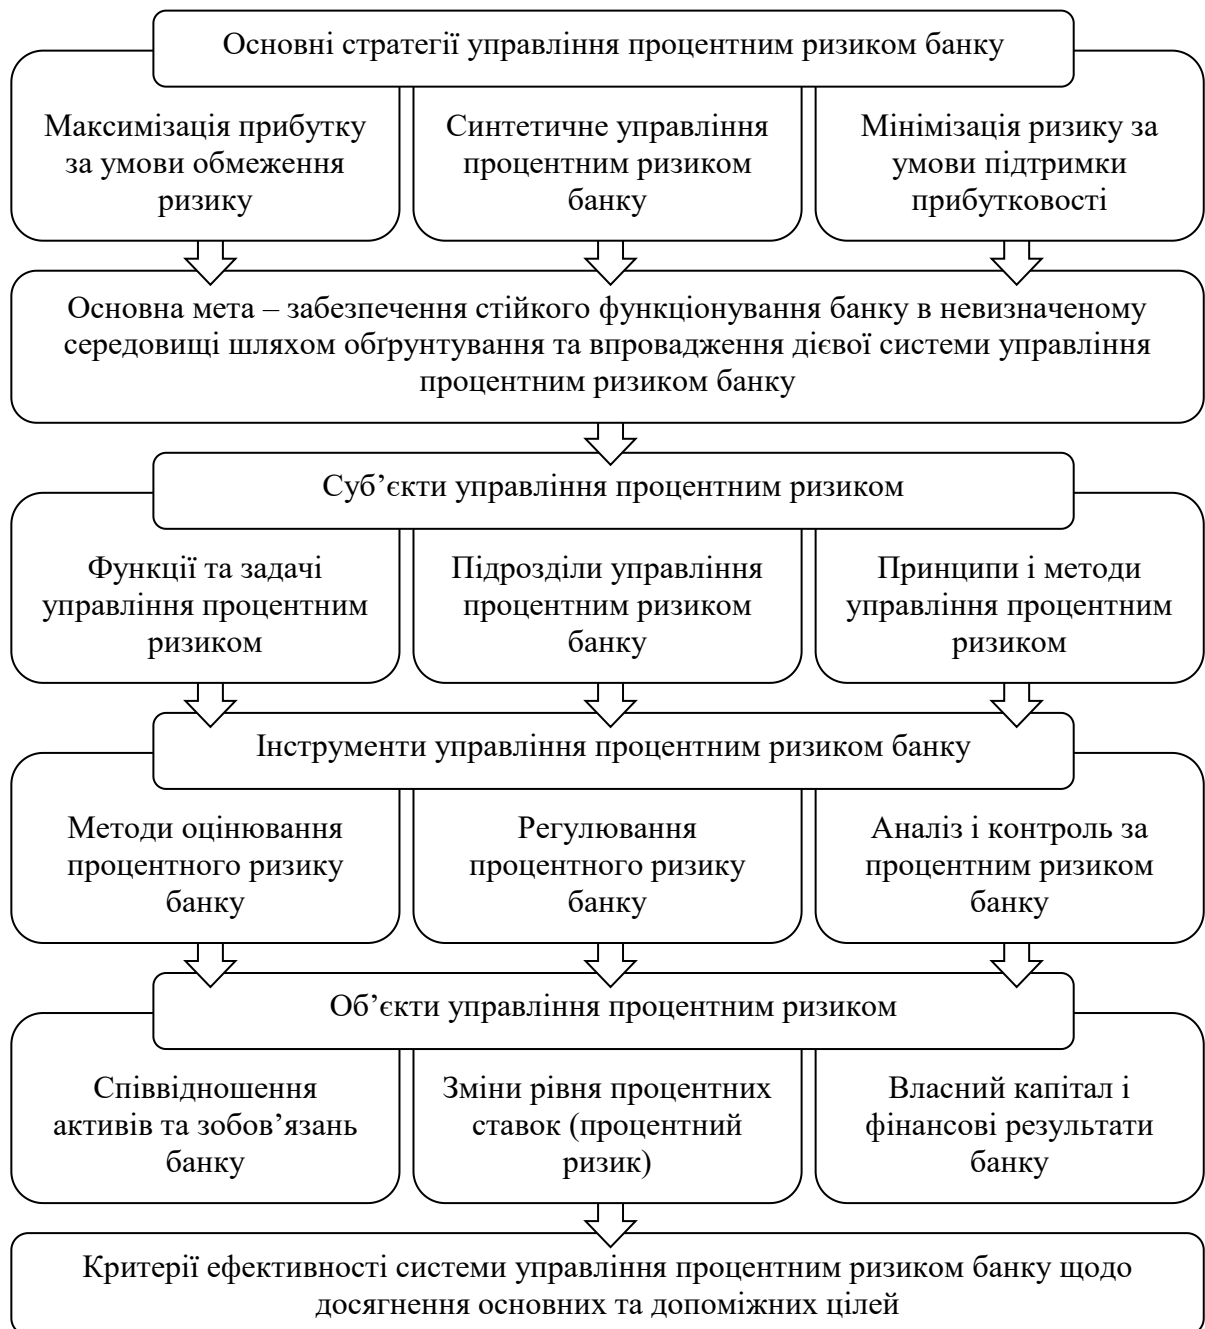 Основні стратегії управління процентним ризиком банку
Максимізація прибутку
за умови обмеження
ризику
Синтетичне управління
процентним ризиком
банку
Мінімізація ризику за
умови підтримки
прибутковості
Основна мета – забезпечення стійкого функціонування банку в невизначеному
середовищі шляхом обґрунтування та впровадження дієвої системи управління
процентним ризиком банку
Суб’єкти управління процентним ризиком
Функції та задачі
управління процентним
ризиком
Підрозділи управління
процентним ризиком
банку
Принципи і методи
управління процентним
ризиком
Інструменти управління процентним ризиком банку
Методи оцінювання
процентного ризику
банку
Регулювання
процентного ризику
банку
Аналіз і контроль за
процентним ризиком
банку
Об’єкти управління процентним ризиком
Співвідношення
активів та зобов’язань
банку
Зміни рівня процентних
ставок (процентний
ризик)
Власний капітал і
фінансові результати
банку
Критерії ефективності системи управління процентним ризиком банку щодо
досягнення основних та допоміжних цілей